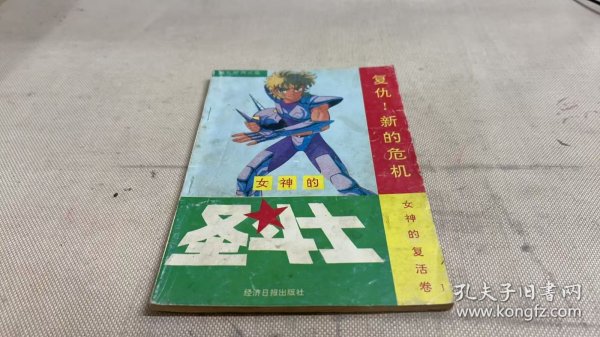 复仇！新的危机
女神的
圣斗士
女神的复活卷 1
经济日报出版社
孔夫子旧书网
www.kongfz.com